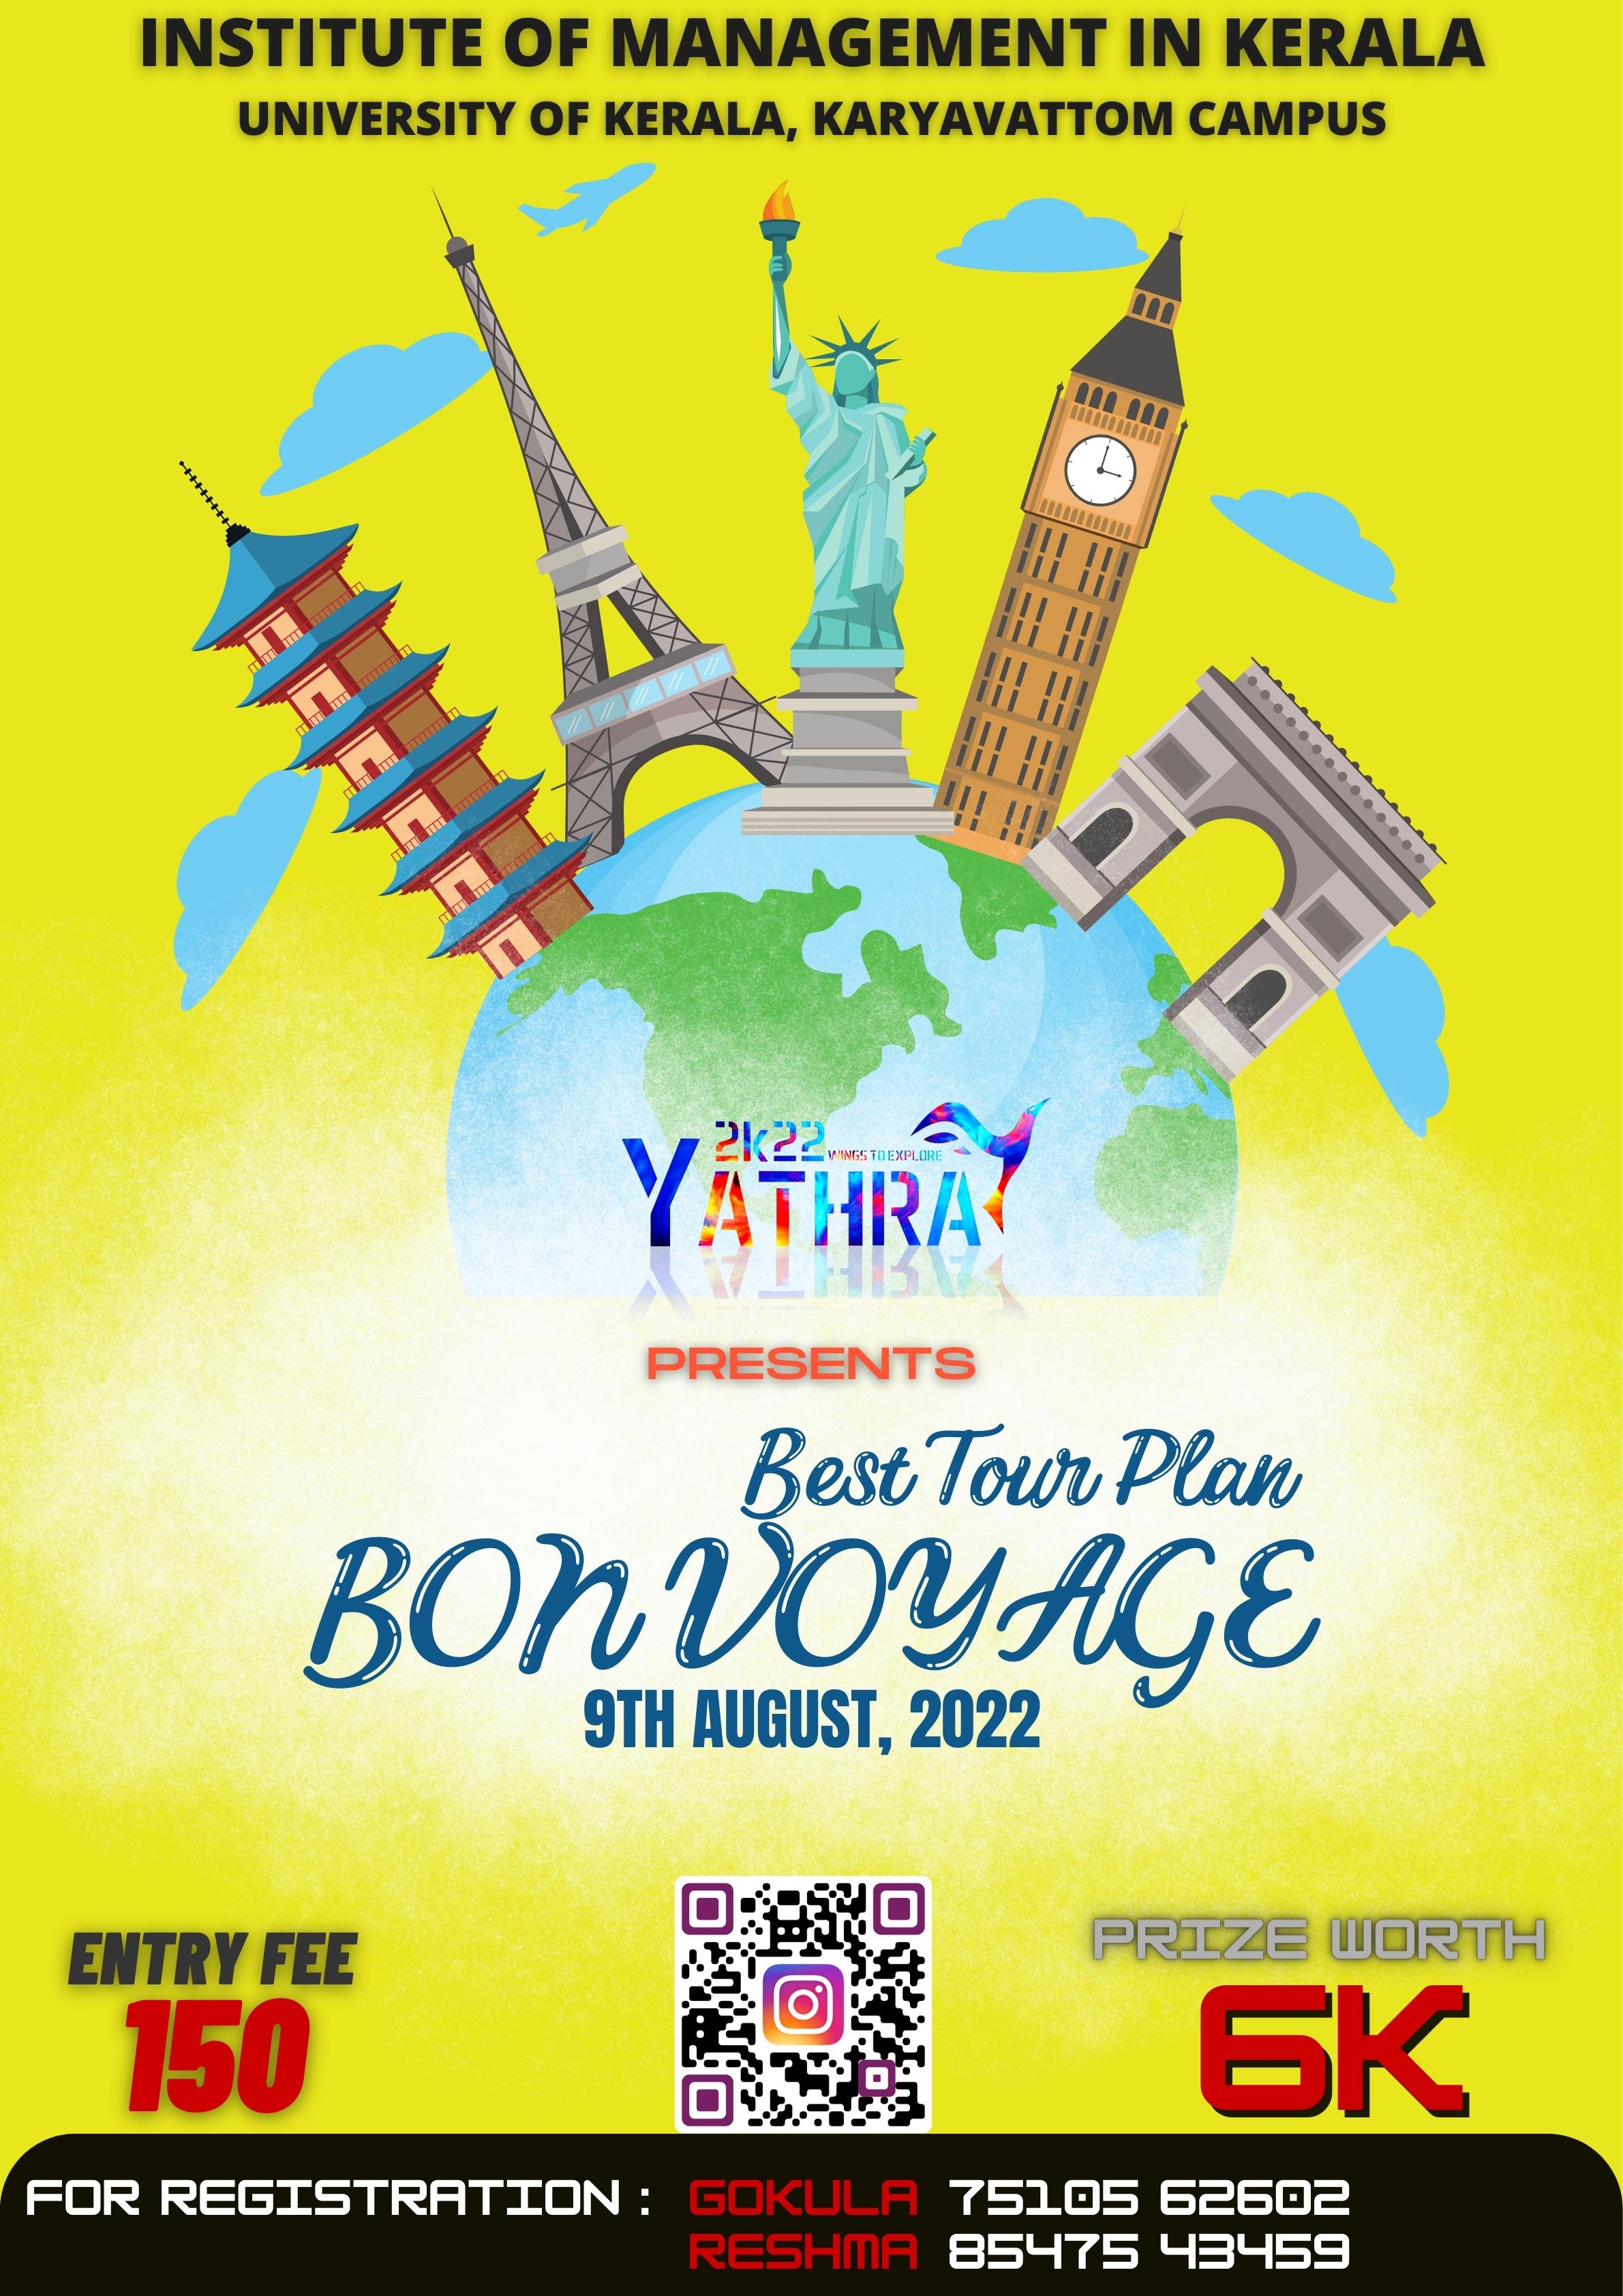 INSTITUTE OF MANAGEMENT IN KERALA
UNIVERSITY OF KERALA, KARYAVATTOM CAMPUS
2K22 WINGS TO EXPLORE
YATHRA
PRESENTS
Best Tour Plan
BON VOYAGE
9TH AUGUST, 2022
ENTRY FEE
150
PRIZE WORTH
6K
FOR REGISTRATION : GOKULA 75105 62602
RESHMA 85475 43459